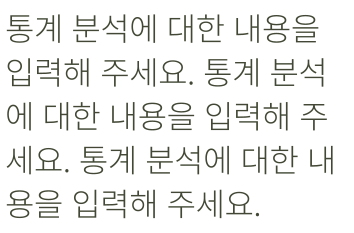 통계 분석에 대한 내용을
입력해 주세요. 통계 분석
에 대한 내용을 입력해 주
세요. 통계 분석에 대한 내
용을 입력해 주세요.